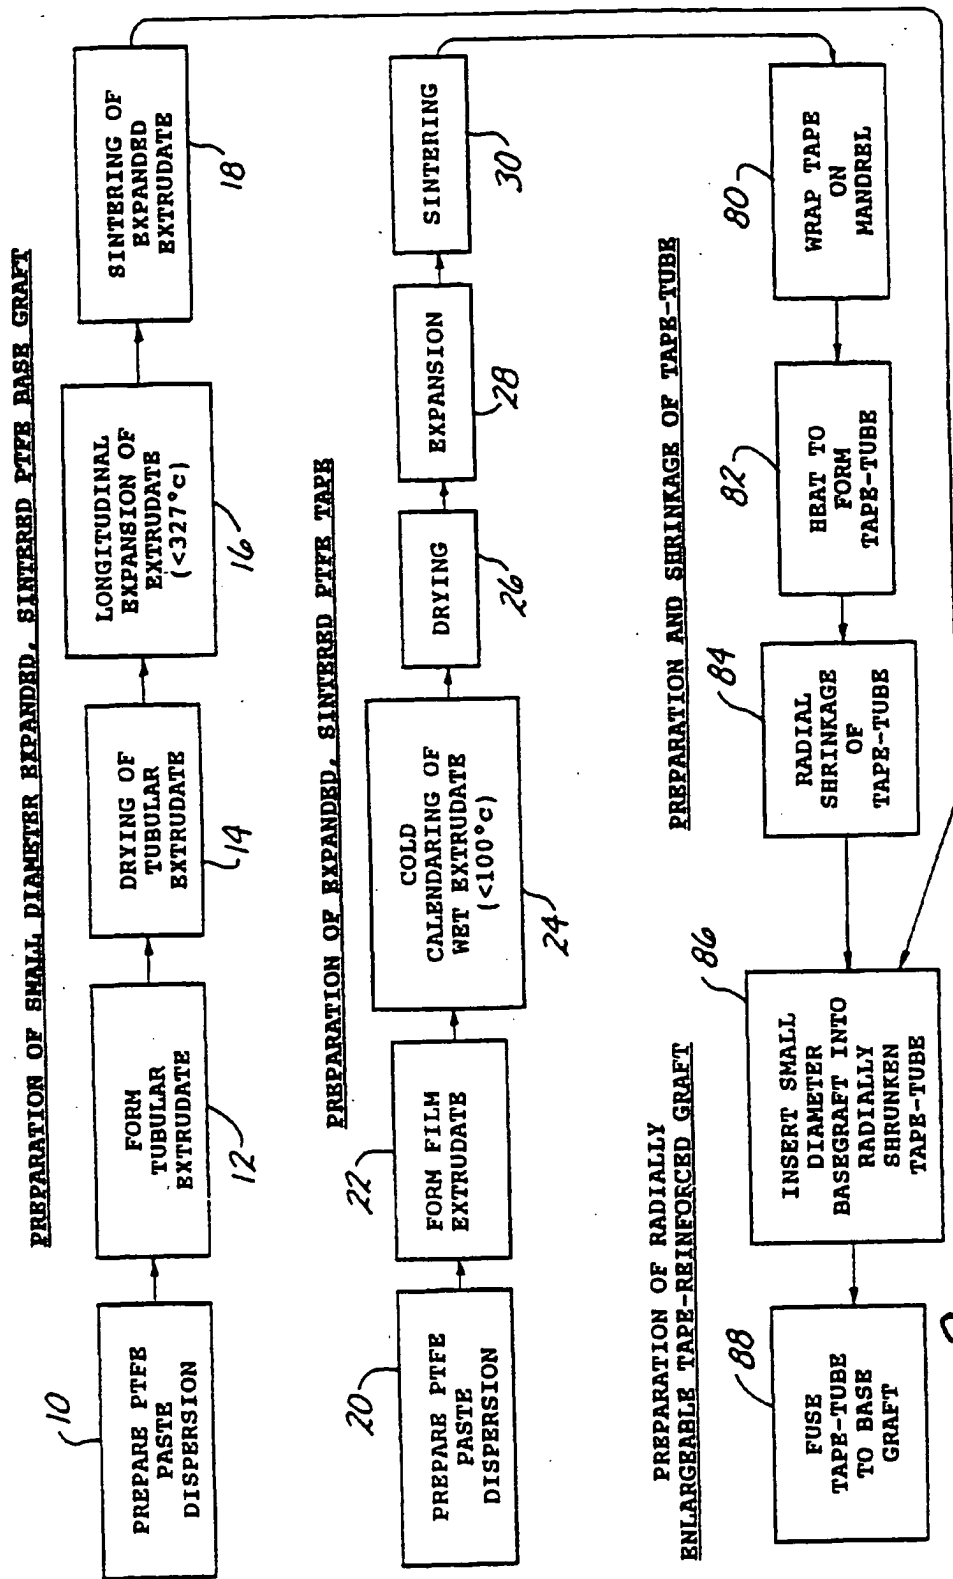 PREPARATION OF SMALL DIAMETER EXPANDED, SINTERED PTFE BASE GRAFT
10
PREPARE PTFE
PASTE
DISPERSION
FORM
TUBULAR
EXTRUDATE
12
DRYING OF
TUBULAR
EXTRUDATE
14
LONGITUDINAL
EXPANSION OF
EXTRUDATE
(<327°c)
16
SINTERING OF
EXPANDED
EXTRUDATE
18
PREPARATION OF EXPANDED, SINTERED PTFE TAPE
20
PREPARE PTFE
PASTE
DISPERSION
22
FORM FILM
EXTRUDATE
COLD
CALENDARING OF
WET EXTRUDATE
(<100°c)
24
DRYING
26
EXPANSION
28
SINTERING
30
PREPARATION AND SHRINKAGE OF TAPE-TUBE
80
WRAP TAPE
ON
MANDREL
82
HEAT TO
FORM
TAPE-TUBE
84
RADIAL
SHRINKAGE
OF
TAPE-TUBE
PREPARATION OF RADIALLY
ENLARGEABLE TAPE-REINFORCED GRAFT
86
INSERT SMALL
DIAMETER
BASEGRAFT INTO
RADIALLY
SHRUNKEN
TAPE-TUBE
88
FUSE
TAPE-TUBE
TO BASE
GRAFT